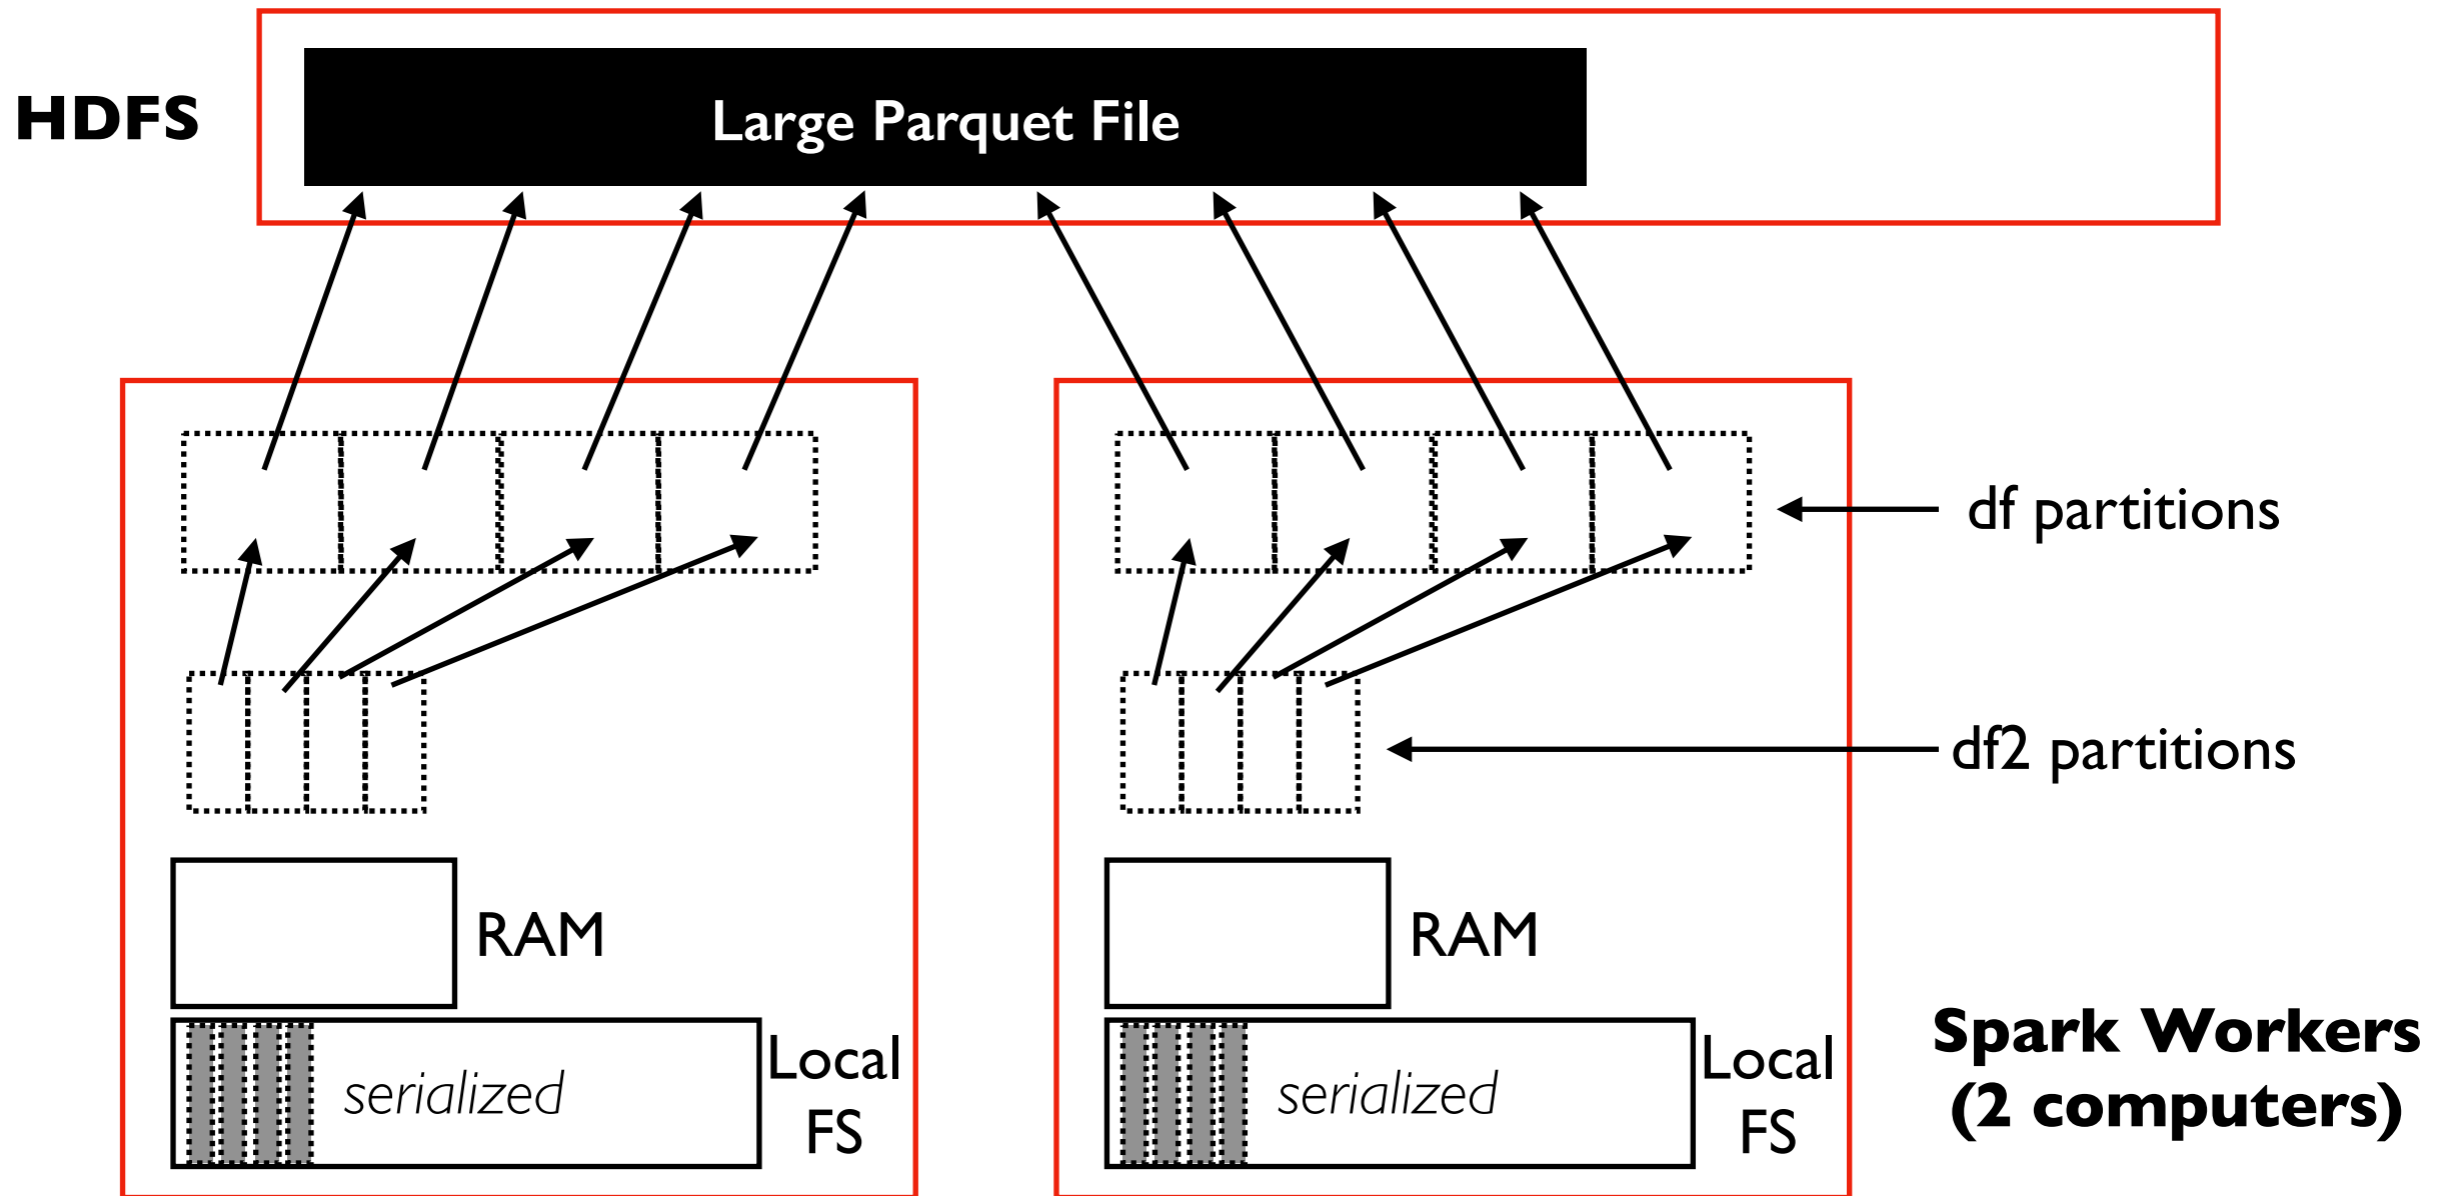 HDFS
Large Parquet File
df partitions
df2 partitions
RAM
RAM
serialized
Local
FS
serialized
Local
FS
Spark Workers
(2 computers)